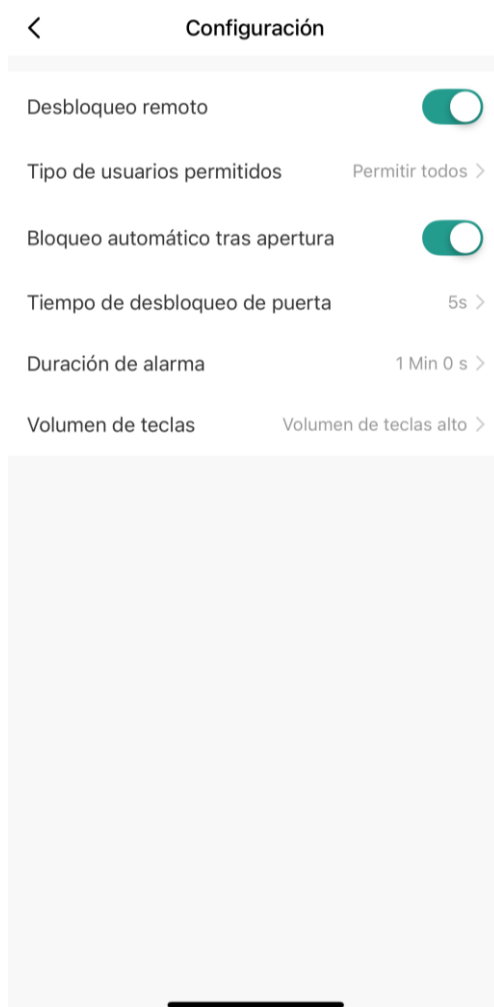 Configuración
Desbloqueo remoto
Tipo de usuarios permitidos Permitir todos
Bloqueo automático tras apertura
Tiempo de desbloqueo de puerta 5s
Duración de alarma 1 Min 0 s
Volumen de teclas Volumen de teclas alto